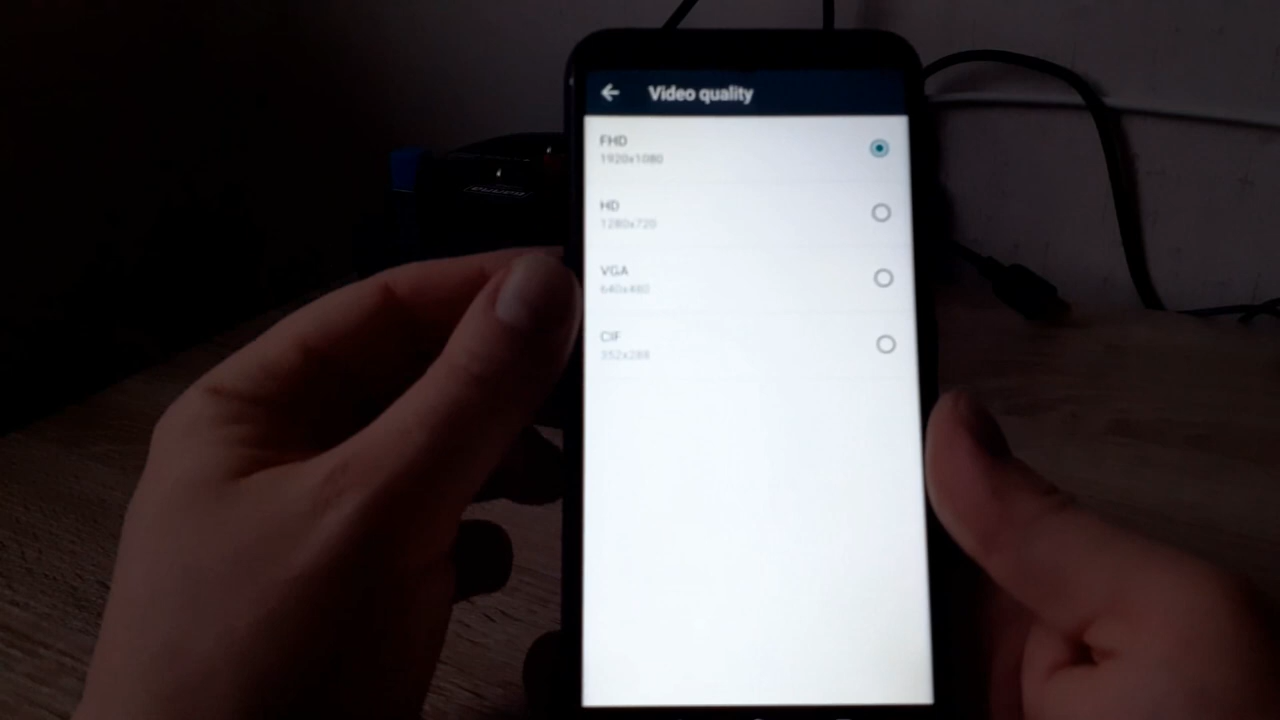 Video quality
FHD
1920x1080
HD
1280x720
VGA
640x480
CIF
352x288